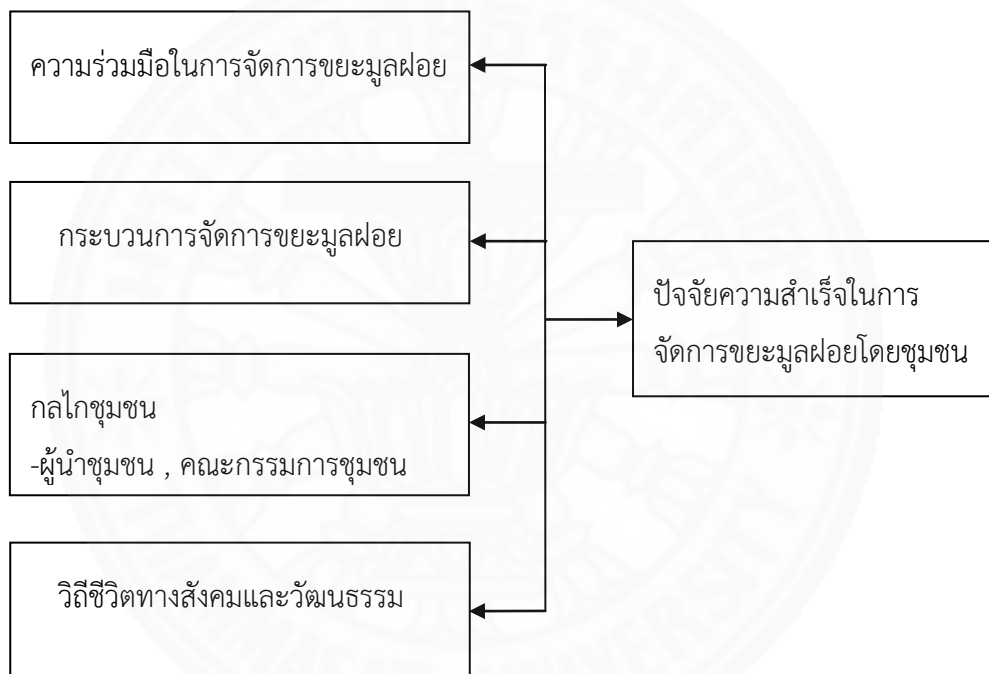 ความร่วมมือในการจัดการขยะมูลฝอย
กระบวนการจัดการขยะมูลฝอย
กลไกชุมชน
-ผู้นำชุมชน , คณะกรรมการชุมชน
วิถีชีวิตทางสังคมและวัฒนธรรม
ปัจจัยความสำเร็จในการ
จัดการขยะมูลฝอยโดยชุมชน